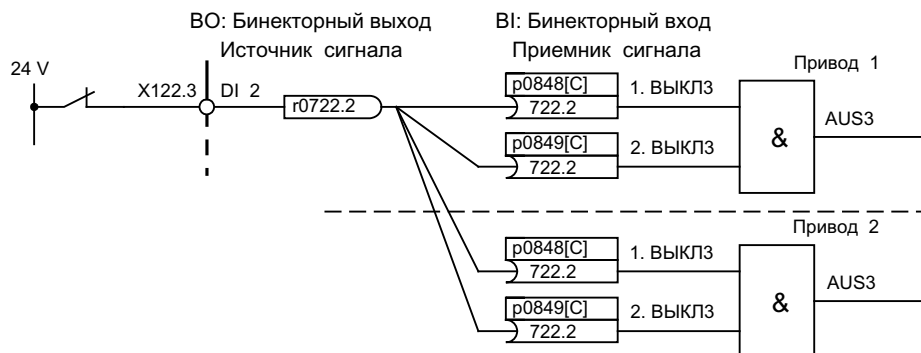 BO: Бинекторный выход
Источник сигнала
BI: Бинекторный вход
Приемник сигнала
24 V
X122.3
DI 2
r0722.2
Привод 1
p0848[C]
722.2
1. ВЫКЛ3
p0849[C]
722.2
2. ВЫКЛ3
&
AUS3
Привод 2
p0848[C]
722.2
1. ВЫКЛ3
p0849[C]
722.2
2. ВЫКЛ3
&
AUS3